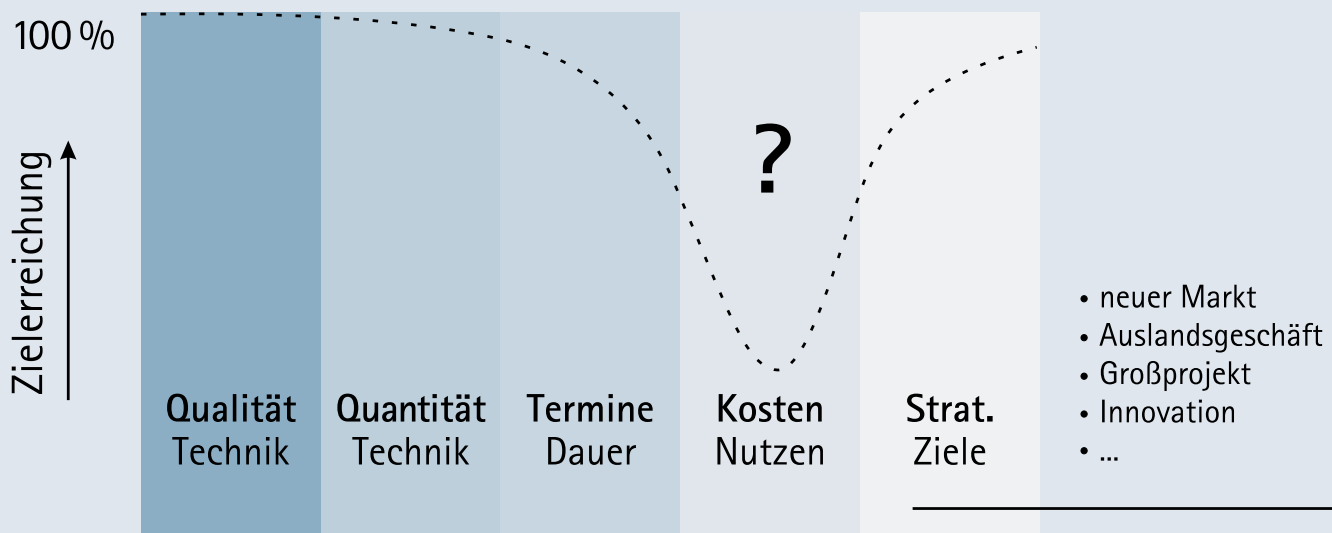 100 %
Zielerreichung
?
Qualität
Technik
Quantität
Technik
Termine
Dauer
Kosten
Nutzen
Strat.
Ziele
• neuer Markt
• Auslandsgeschäft
• Großprojekt
• Innovation
• ...